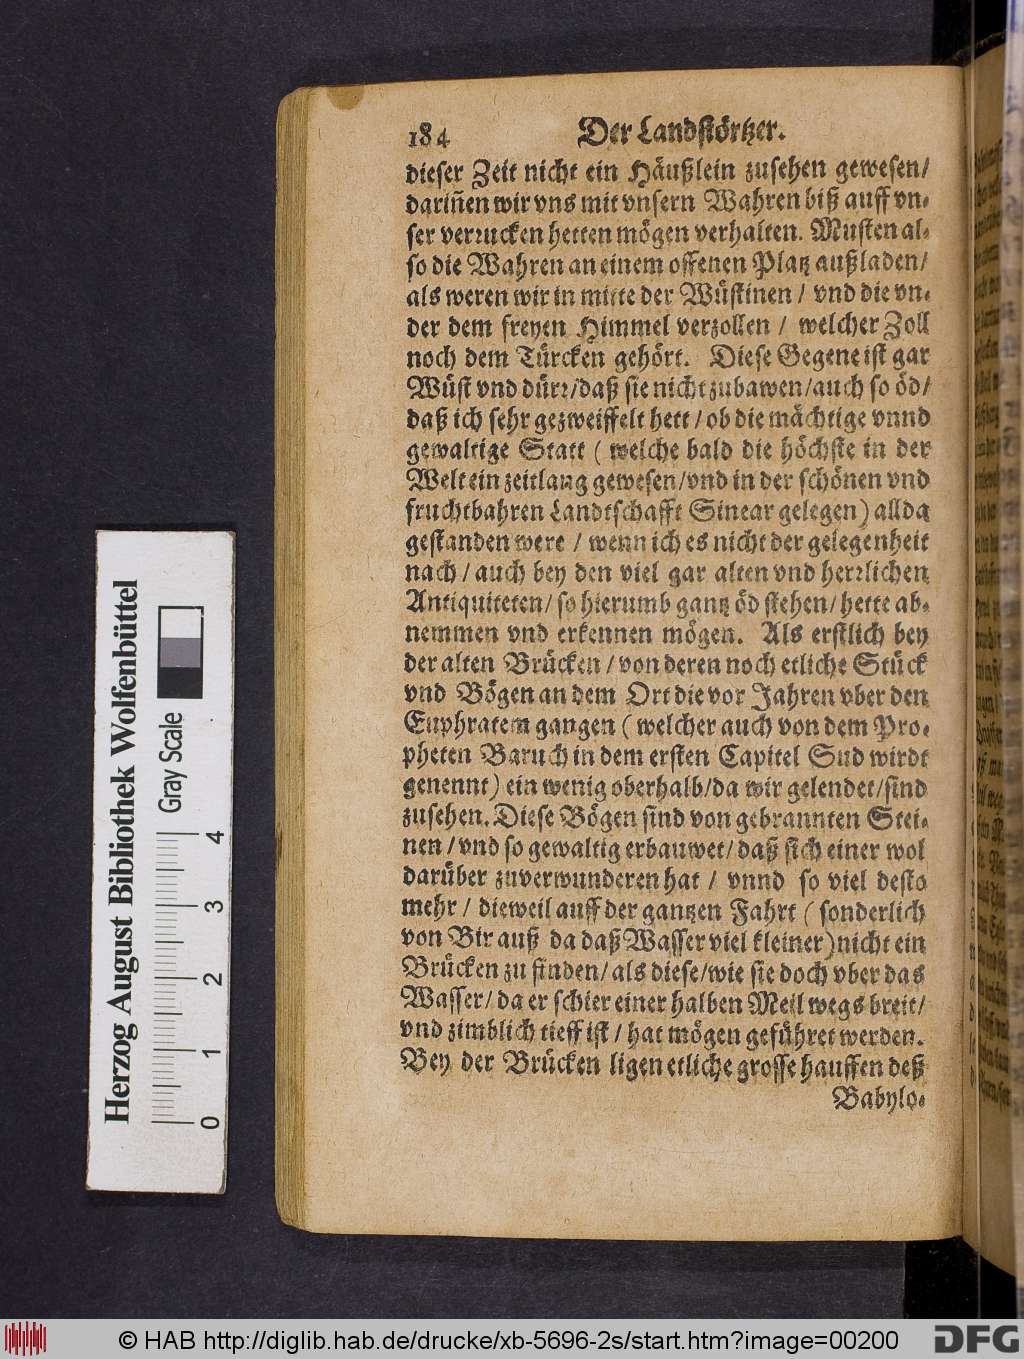 184 Der Landstörtzer.
dieser Zeit nicht ein Häußlein zusehen gewesen/
dariñen wir vns mit vnsern Wahren biß auff vn-
ser verrucken hetten mögen verhalten. Musten al-
so die Wahren an einem offenen Platz außladen/
als weren wir in mitte der Wüstinen / vnd die vn-
der dem freyen Himmel verzollen / welcher Zoll
noch dem Türcken gehört. Diese Gegene ist gar
Wüst vnd dürr/daß sie nicht zubawen/auch so öd/
daß ich sehr gezweiffelt hett / ob die mächtige vnnd
gewaltige Statt ( welche bald die höchste in der
Welt ein zeitlang gewesen/vnd in der schönen vnd
fruchtbahren Landtschafft Sinear gelegen) allda
gestanden were / wenn ich es nicht der gelegenheit
nach / auch bey den viel gar alten vnd herrlichen
Antiquiteten/ so hierumb gantz öd stehen/ hette ab-
nemmen vnd erkennen mögen. Als erstlich bey
der alten Brücken / von deren noch etliche Stück
vnd Bögen an dem Ort die vor Jahren vber den
Euphratem gangen ( welcher auch von dem Pro-
pheten Baruch in dem ersten Capitel Sud wirdt
genennt) ein wenig oberhalb/da wir gelendet/sind
zusehen. Diese Bögen sind von gebrannten Stei-
nen / vnd so gewaltig erbauwet/ daß sich einer wol
darüber zuverwunderen hat / vnnd so viel desto
mehr / dieweil auff der gantzen Fahrt ( sonderlich
von Bir auß da daß Wasser viel kleiner) nicht ein
Brücken zu finden/ als diese/wie sie doch vber das
Wasser/ da er schier einer halben Meil wegs breit/
vnd zimblich tieff ist / hat mögen geführet werden.
Bey der Brücken ligen etliche grosse hauffen deß
Babylo-
Herzog August Bibliothek Wolfenbüttel
Gray Scale
0 1 2 3 4
© HAB http://diglib.hab.de/drucke/xb-5696-2s/start.htm?image=00200
DFG